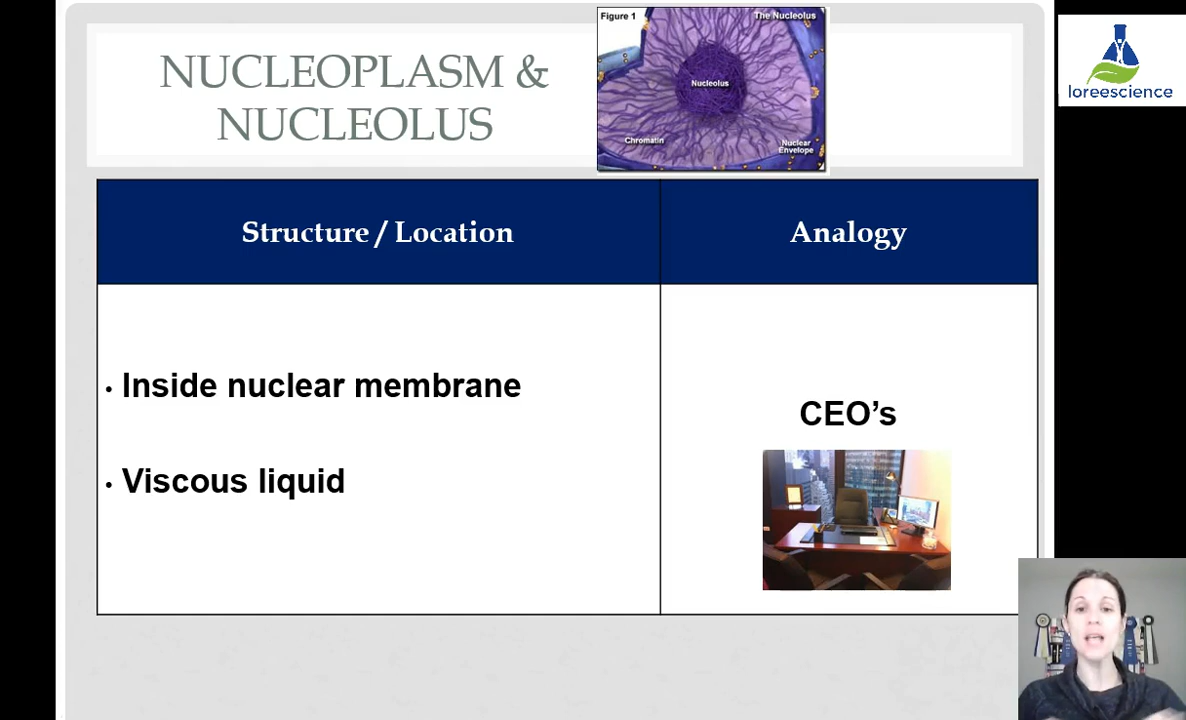 NUCLEOPLASM &
NUCLEOLUS
Figure 1
The Nucleolus
Nucleolus
Chromatin
Nuclear
Envelope
loreescience
Structure / Location
Analogy
• Inside nuclear membrane
• Viscous liquid
CEO’s